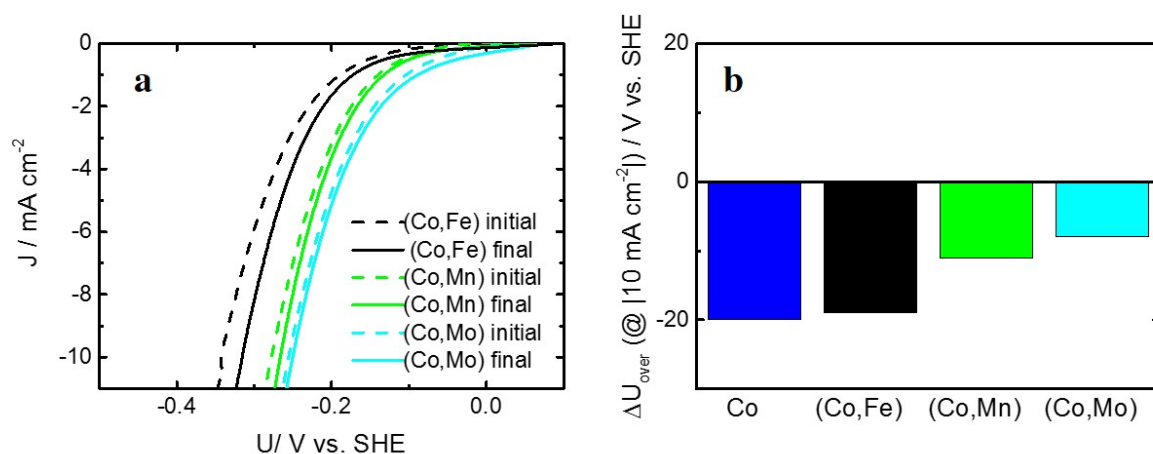 a
J / mA cm⁻²
0
-2
-4
-6
-8
-10
(Co,Fe) initial
(Co,Fe) final
(Co,Mn) initial
(Co,Mn) final
(Co,Mo) initial
(Co,Mo) final
-0.4 -0.2 0.0
U/ V vs. SHE
b
ΔU_over (@ |10 mA cm⁻²|) / V vs. SHE
20
0
-20
Co (Co,Fe) (Co,Mn) (Co,Mo)